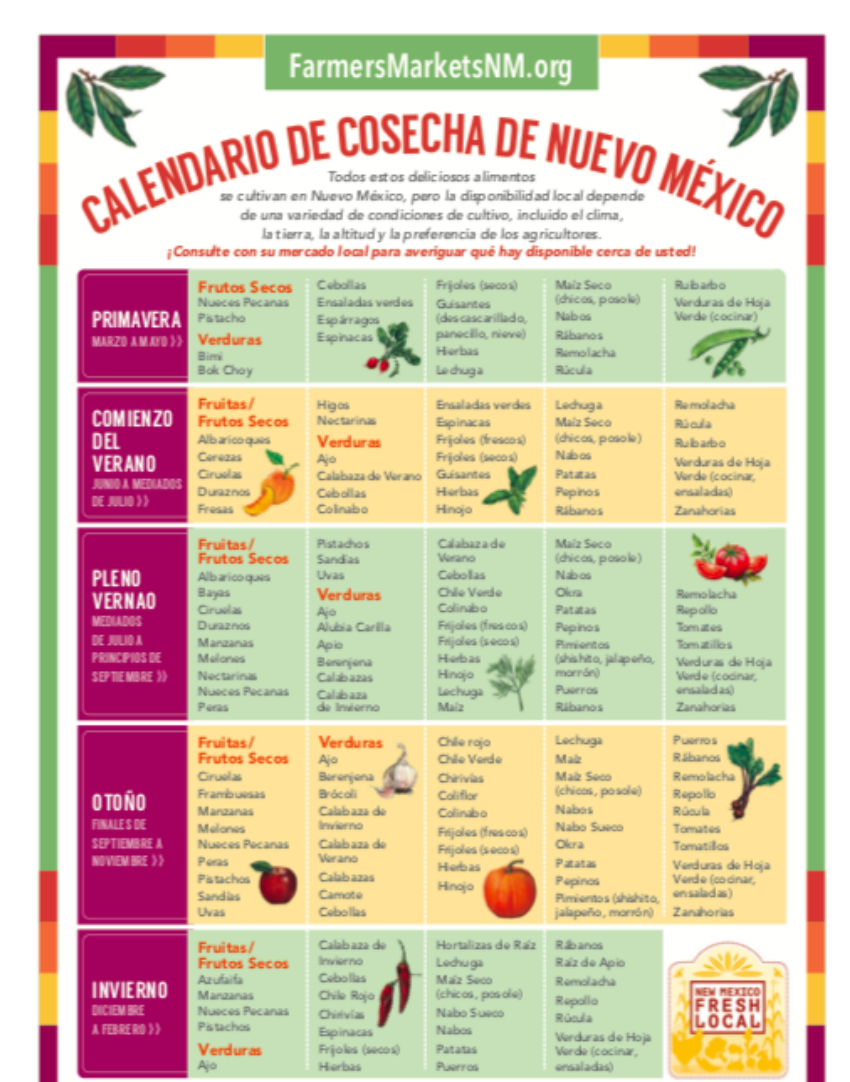 FarmersMarketsNM.org
CALENDARIO DE COSECHA DE NUEVO MÉXICO
Todos estos deliciosos alimentos
se cultivan en Nuevo México, pero la disponibilidad local depende
de una variedad de condiciones de cultivo, incluido el clima,
la tierra, la altitud y la preferencia de los agricultores.
¡Consulte con su mercado local para averiguar qué hay disponible cerca de usted!
PRIMAVERA
MARZO A MAYO >>
Frutos Secos
Nueces Pecanas
Pistacho
Verduras
Bimi
Bok Choy
Cebollas
Ensaladas verdes
Espárragos
Espinacas
Frijoles (secos)
Guisantes
(descascarillado,
panecillo, nieve)
Hierbas
Lechuga
Maíz Seco
(chicos, posole)
Nabos
Rábanos
Remolacha
Rúcula
Ruibarbo
Verduras de Hoja
Verde (cocinar)
COMIENZO
DEL
VERANO
JUNIO A MEDIADOS
DE JULIO >>
Fruitas/
Frutos Secos
Albaricoques
Cerezas
Ciruelas
Duraznos
Fresas
Higos
Nectarinas
Verduras
Ajo
Calabaza de Verano
Cebollas
Colinabo
Ensaladas verdes
Espinacas
Frijoles (frescos)
Frijoles (secos)
Guisantes
Hierbas
Hinojo
Lechuga
Maíz Seco
(chicos, posole)
Nabos
Patatas
Pepinos
Rábanos
Remolacha
Rúcula
Ruibarbo
Verduras de Hoja
Verde (cocinar,
ensaladas)
Zanahorias
PLENO
VERNAO
MEDIADOS
DE JULIO A
PRINCIPIOS DE
SEPTIEMBRE >>
Fruitas/
Frutos Secos
Albaricoques
Bayas
Ciruelas
Duraznos
Manzanas
Melones
Nectarinas
Nueces Pecanas
Peras
Pistachos
Sandías
Uvas
Verduras
Ajo
Alubia Carilla
Apio
Berenjena
Calabazas
Calabaza
de Invierno
Calabaza de
Verano
Cebollas
Chile Verde
Colinabo
Frijoles (frescos)
Frijoles (secos)
Hierbas
Hinojo
Lechuga
Maíz
Maíz Seco
(chicos, posole)
Nabos
Okra
Patatas
Pepinos
Pimientos
(shishito, jalapeño,
morrón)
Puerros
Rábanos
Remolacha
Repollo
Tomates
Tomatillos
Verduras de Hoja
Verde (cocinar,
ensaladas)
Zanahorias
OTOÑO
FINALES DE
SEPTIEMBRE A
NOVIEMBRE >>
Fruitas/
Frutos Secos
Ciruelas
Frambuesas
Manzanas
Melones
Nueces Pecanas
Peras
Pistachos
Sandías
Uvas
Verduras
Ajo
Berenjena
Brócoli
Calabaza de
Invierno
Calabaza de
Verano
Calabazas
Camote
Cebollas
Chile rojo
Chile Verde
Chirivías
Coliflor
Colinabo
Frijoles (frescos)
Frijoles (secos)
Hierbas
Hinojo
Lechuga
Maíz
Maíz Seco
(chicos, posole)
Nabos
Nabo Sueco
Okra
Patatas
Pepinos
Pimientos (shishito,
jalapeño, morrón)
Puerros
Rábanos
Remolacha
Repollo
Rúcula
Tomates
Tomatillos
Verduras de Hoja
Verde (cocinar,
ensaladas)
Zanahorias
INVIERNO
DICIEMBRE
A FEBRERO >>
Fruitas/
Frutos Secos
Azufaifa
Manzanas
Nueces Pecanas
Pistachos
Verduras
Ajo
Calabaza de
Invierno
Cebollas
Chile Rojo
Chirivías
Espinacas
Frijoles (secos)
Hierbas
Hortalizas de Raíz
Lechuga
Maíz Seco
(chicos, posole)
Nabo Sueco
Nabos
Patatas
Puerros
Rábanos
Raíz de Apio
Remolacha
Repollo
Rúcula
Verduras de Hoja
Verde (cocinar,
ensaladas)
NEW MEXICO
FRESH
LOCAL